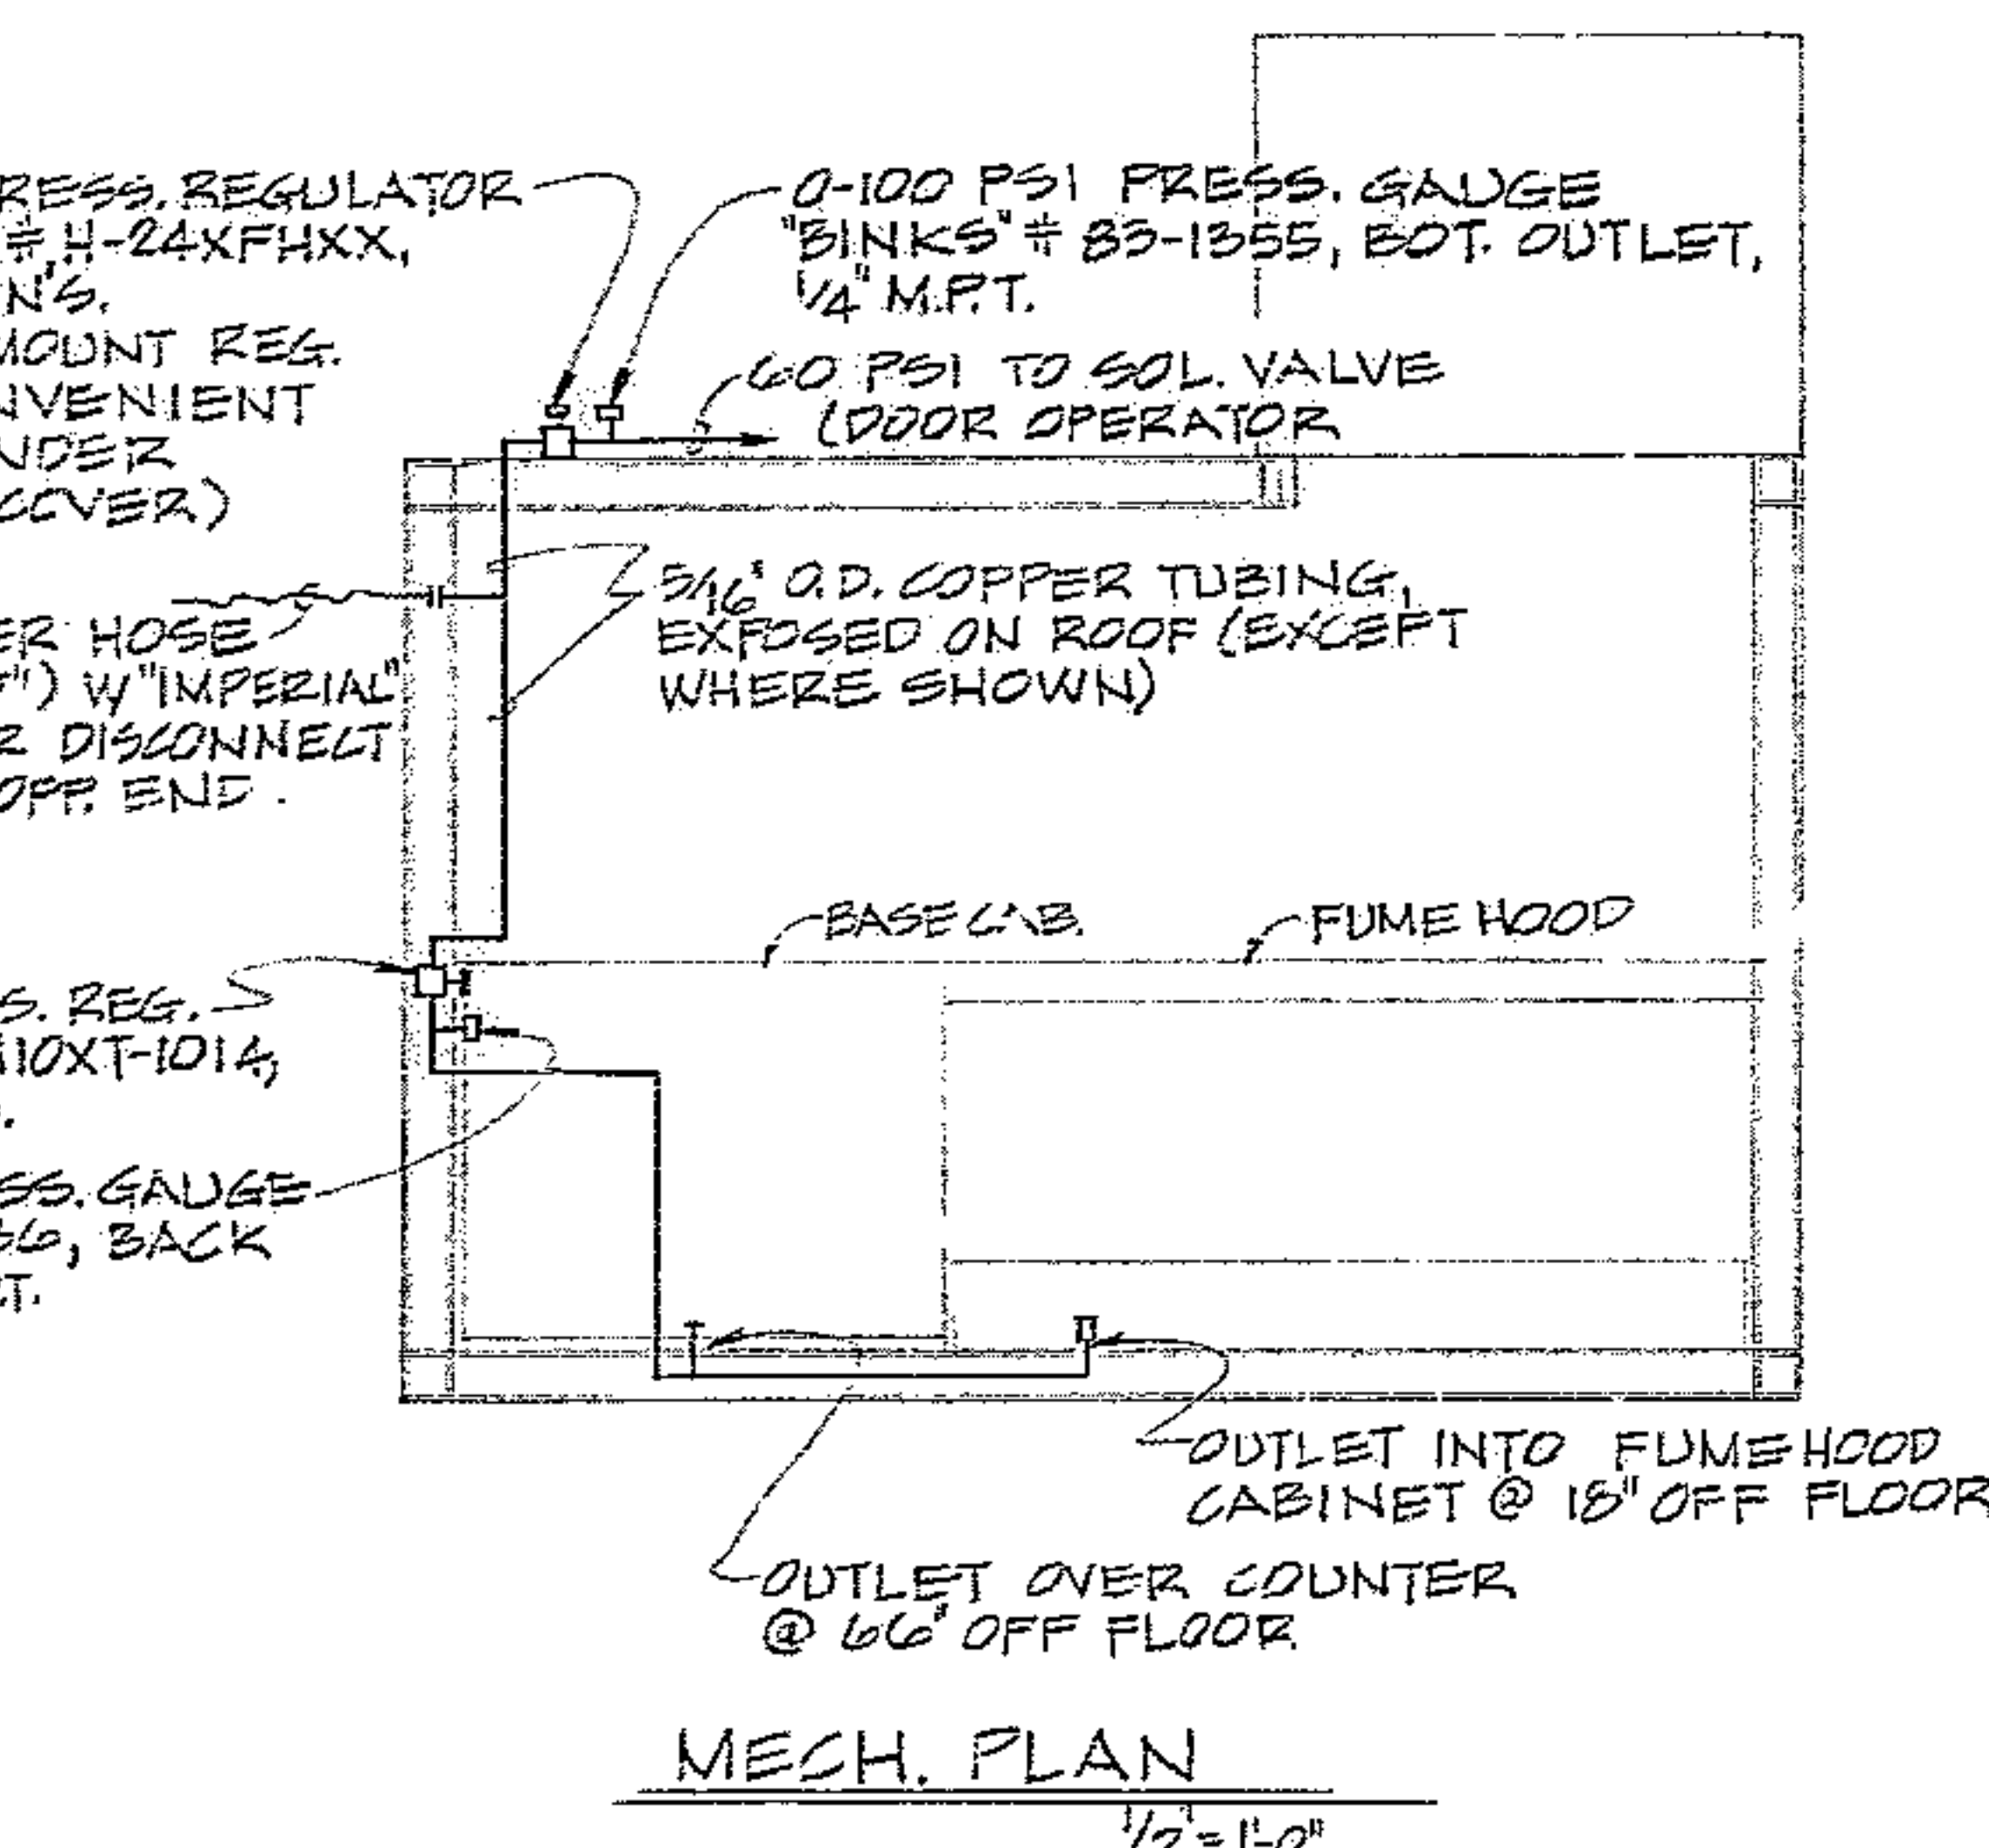 RESS. REGULATOR
# H-24XFHXX,
N'S.
MOUNT REG.
NVENIENT
NDER
COVER)
0-100 PSI PRESS. GAUGE
"BINKS" # 83-1355, BOT. OUTLET,
1/4" M.P.T.
60 PSI TO SOL. VALVE
(DOOR OPERATOR
5/16" O.D. COPPER TUBING,
EXPOSED ON ROOF (EXCEPT
WHERE SHOWN)
ER HOSE
") W/ "IMPERIAL"
R DISCONNECT
OPP. END.
BASE CAB.
FUME HOOD
S. REG.
110XT-1014,
SS. GAUGE
56, BACK
T.
OUTLET INTO FUMEHOOD
CABINET @ 18" OFF FLOOR
OUTLET OVER COUNTER
@ 66" OFF FLOOR
MECH. PLAN
1/2" = 1'-0"